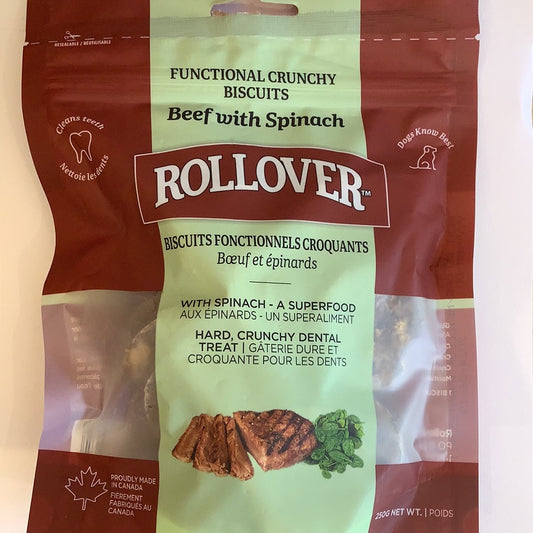 RESEALABLE / REUTILISABLE
FUNCTIONAL CRUNCHY
BISCUITS
Beef with Spinach
Cleans teeth
Nettoie les dents
Dogs Know Best
ROLLOVER™
BISCUITS FONCTIONNELS CROQUANTS
Bœuf et épinards
WITH SPINACH - A SUPERFOOD
AUX ÉPINARDS - UN SUPERALIMENT
HARD, CRUNCHY DENTAL
TREAT | GÂTERIE DURE ET
CROQUANTE POUR LES DENTS
PROUDLY MADE
IN CANADA
FIÈREMENT
FABRIQUÉS AU
CANADA
250G NET WT. | POIDS